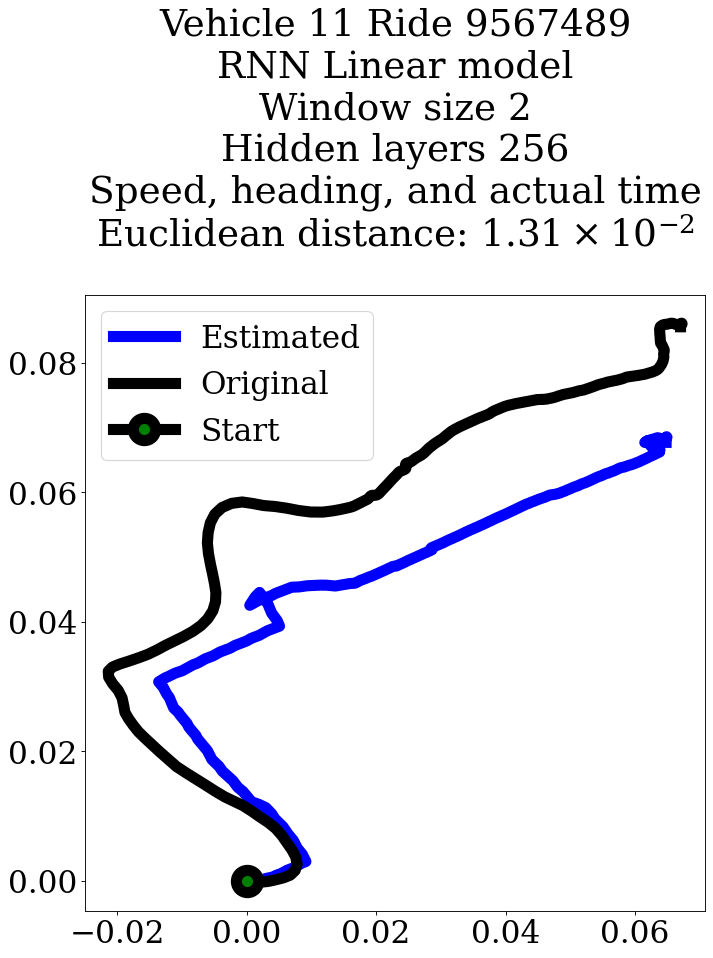 Vehicle 11 Ride 9567489
RNN Linear model
Window size 2
Hidden layers 256
Speed, heading, and actual time
Euclidean distance: 1.31 × 10⁻²
Estimated
Original
Start
0.08
0.06
0.04
0.02
0.00
−0.02 0.00 0.02 0.04 0.06